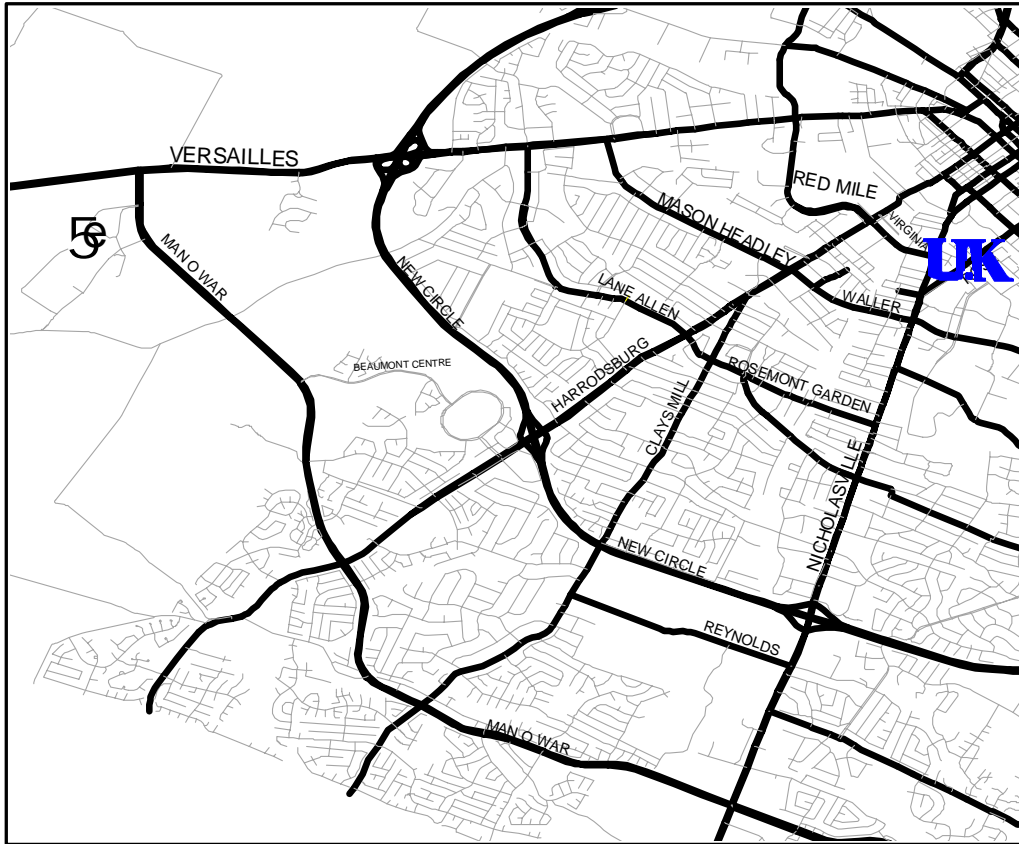 VERSAILLES
RED MILE
MASON HEADLEY
VIRGINIA
UK
5e
MAN O WAR
NEW CIRCLE
LANE ALLEN
WALLER
BEAUMONT CENTRE
HARRODSBURG
ROSEMONT GARDEN
CLAYS MILL
NICHOLASVILLE
NEW CIRCLE
REYNOLDS
MAN O WAR